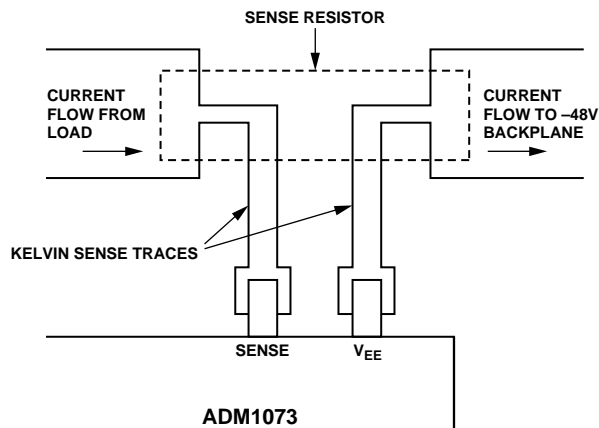 SENSE RESISTOR
CURRENT
FLOW FROM
LOAD
CURRENT
FLOW TO –48V
BACKPLANE
KELVIN SENSE TRACES
SENSE
VEE
ADM1073